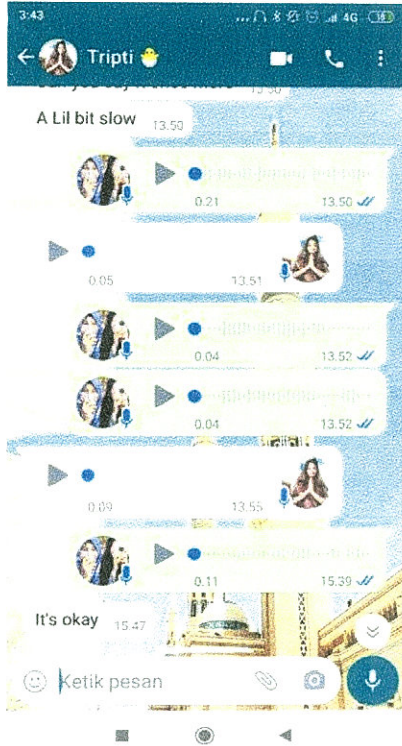 3:43 ... 4G
Tripti
13.50
A Lil bit slow 13.50
0.21 13.50
0.05 13.51
0.04 13.52
0.04 13.52
0.09 13.55
0.11 15.39
It's okay 15.47
Ketik pesan